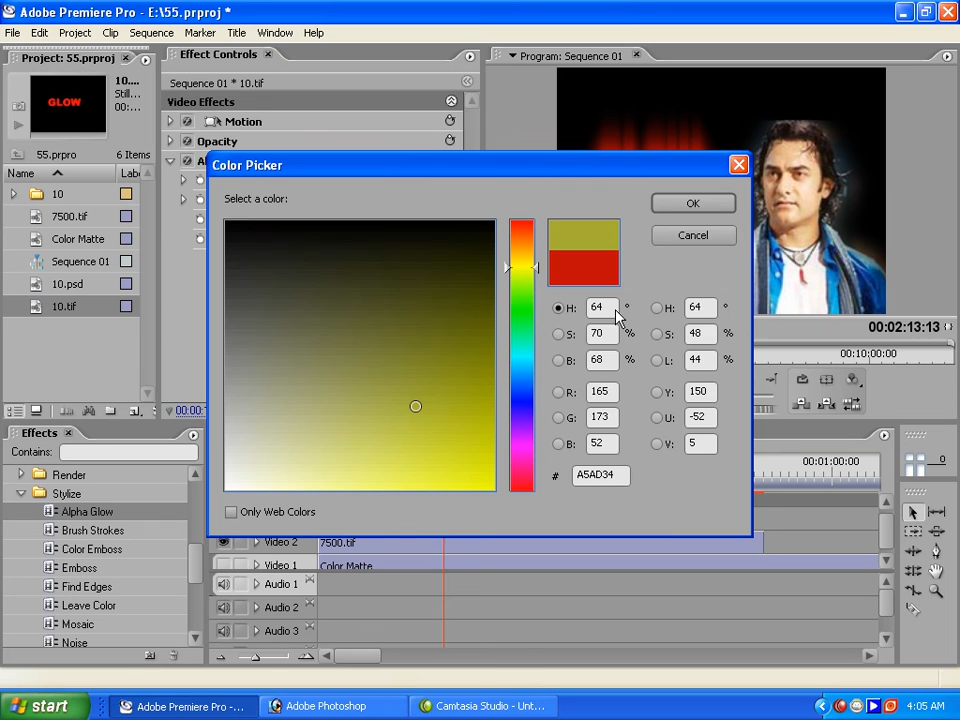 Adobe Premiere Pro - E:\55.prproj *
File Edit Project Clip Sequence Marker Title Window Help
Project: 55.prproj
Effect Controls
Program: Sequence 01
10....
Still...
00:...
GLOW
Sequence 01 * 10.tif
Video Effects
Motion
Opacity
55.prpro 6 Items
Name Labe
10
7500.tif
Color Matte
Sequence 01
10.psd
10.tif
Color Picker
Select a color:
OK
Cancel
H: 64 ° H: 64 °
S: 70 % S: 48 %
B: 68 % L: 44 %
R: 165 Y: 150
G: 173 U: -52
B: 52 V: 5
# A5AD34
Only Web Colors
00:02:13:13
00:10:00:00
00:00:
Effects
Contains:
Render
Stylize
Alpha Glow
Brush Strokes
Color Emboss
Emboss
Find Edges
Leave Color
Mosaic
Noise
00:01:00:00
0
Video 2 7500.tif
Video 1 Color Matte
Audio 1
Audio 2
Audio 3
start
Adobe Premiere Pro -...
Adobe Photoshop
Camtasia Studio - Unt...
4:05 AM